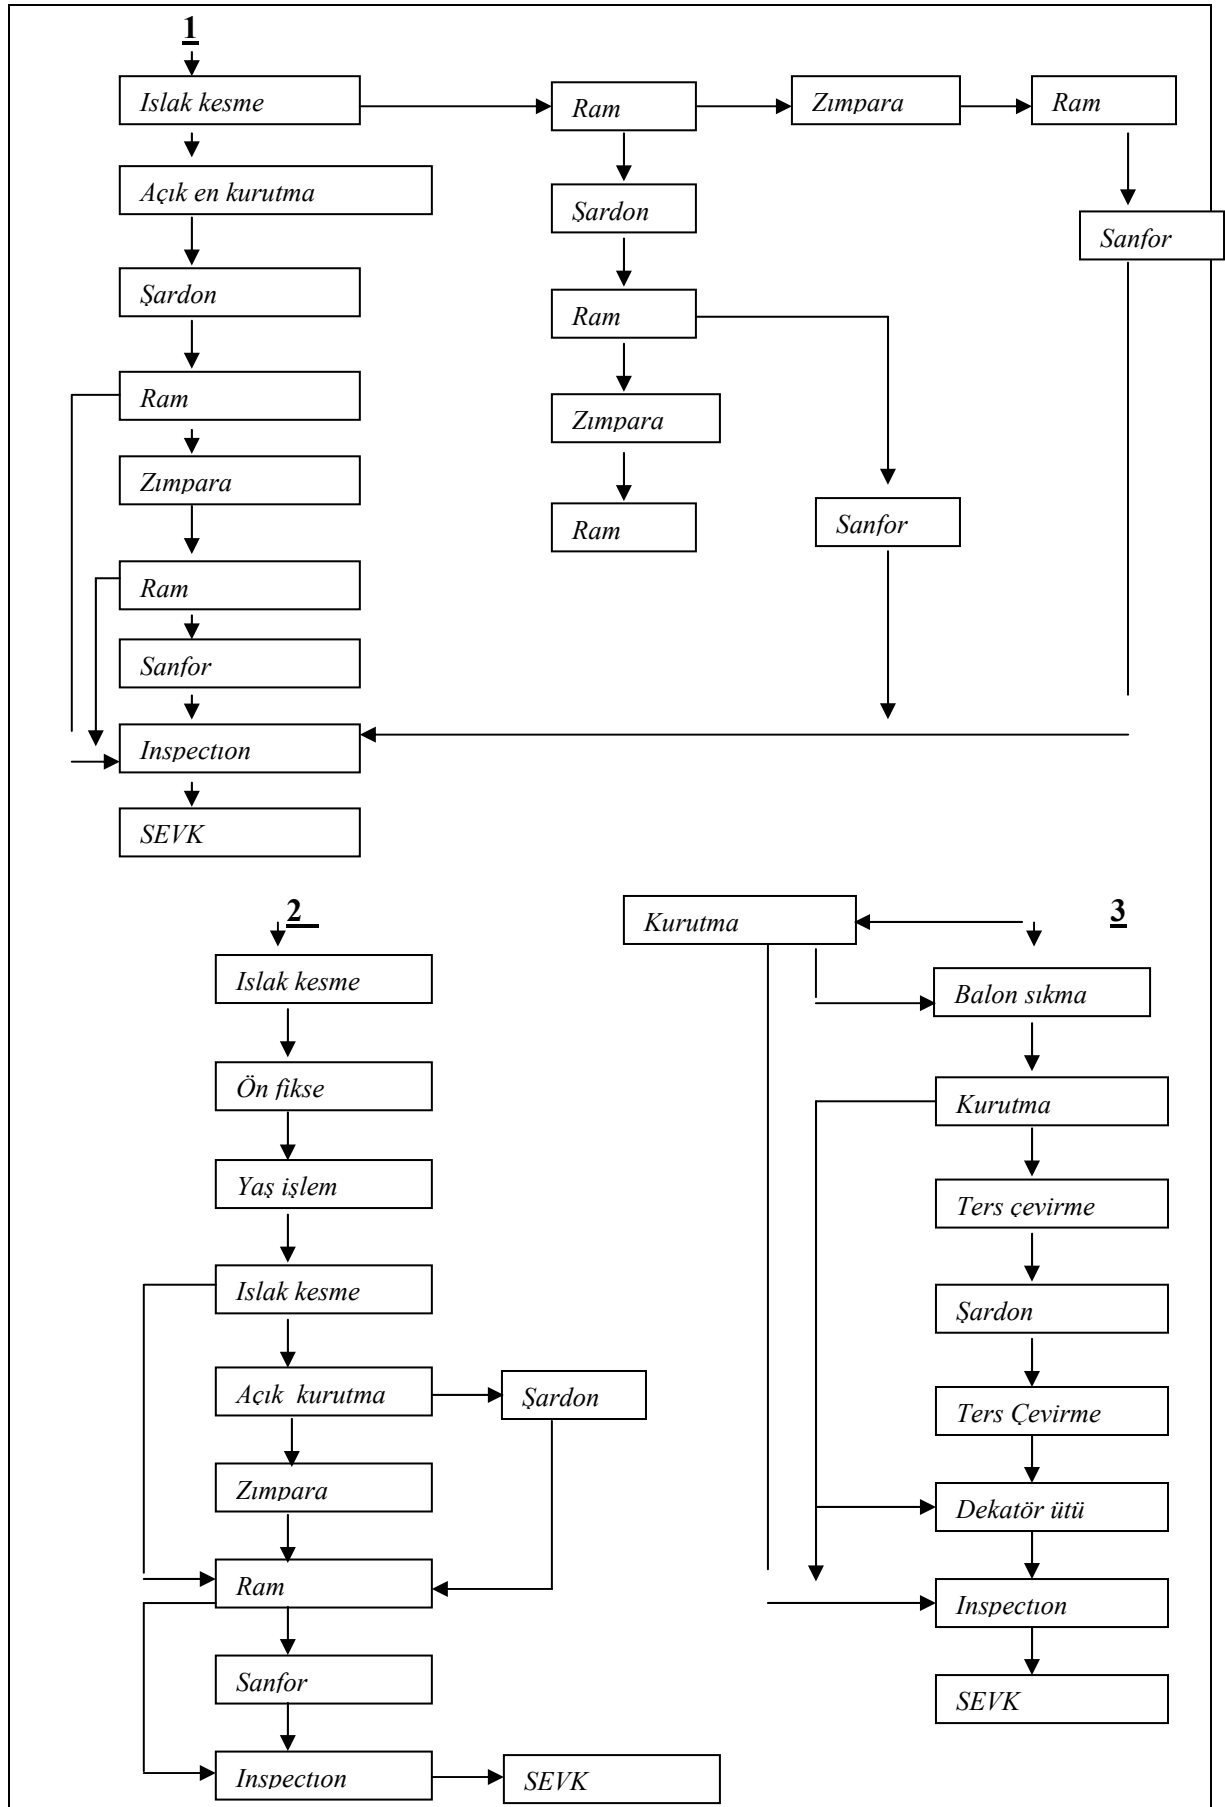 1
Islak kesme
Ram
Zımpara
Ram
Açık en kurutma
Şardon
Sanfor
Şardon
Ram
Ram
Zımpara
Zımpara
Sanfor
Ram
Ram
Sanfor
Inspectıon
SEVK
2
Islak kesme
Ön fikse
Yaş işlem
Islak kesme
Açık kurutma
Şardon
Zımpara
Ram
Sanfor
Inspectıon
SEVK
3
Kurutma
Balon sıkma
Kurutma
Ters çevirme
Şardon
Ters Çevirme
Dekatör ütü
Inspectıon
SEVK